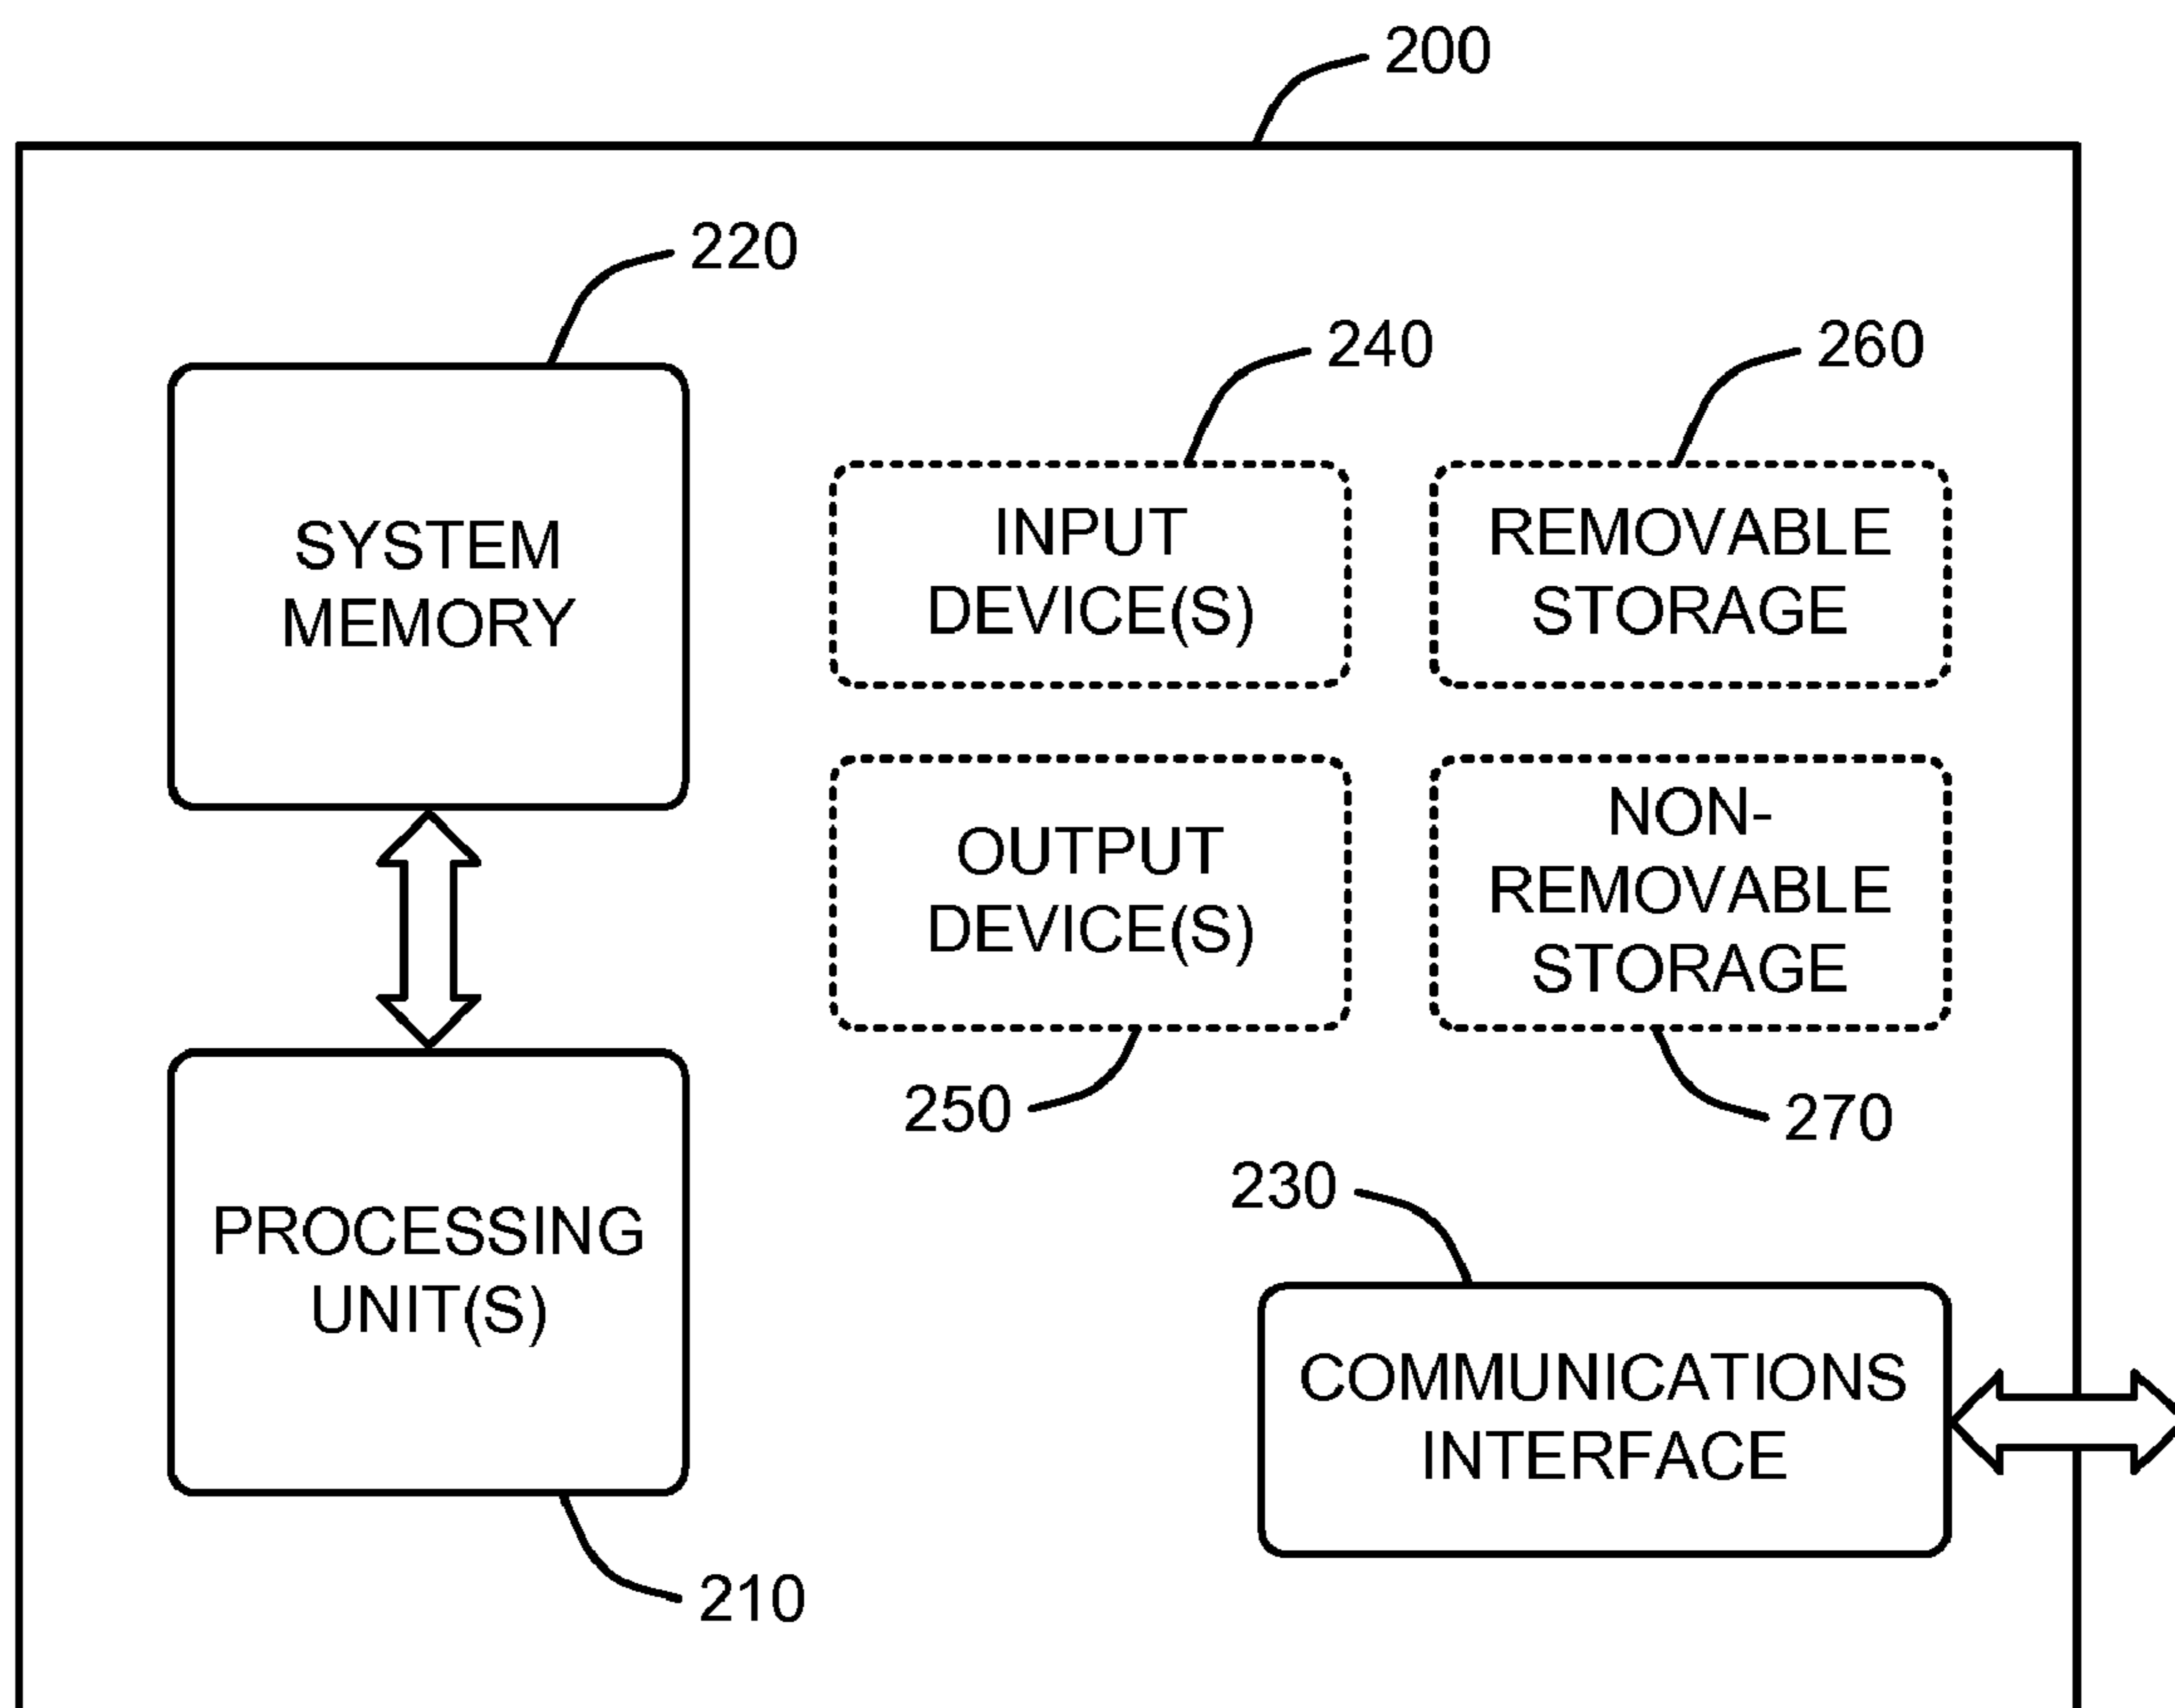 200
220
240
260
SYSTEM
MEMORY
INPUT
DEVICE(S)
REMOVABLE
STORAGE
OUTPUT
DEVICE(S)
NON-
REMOVABLE
STORAGE
250
270
230
PROCESSING
UNIT(S)
COMMUNICATIONS
INTERFACE
210